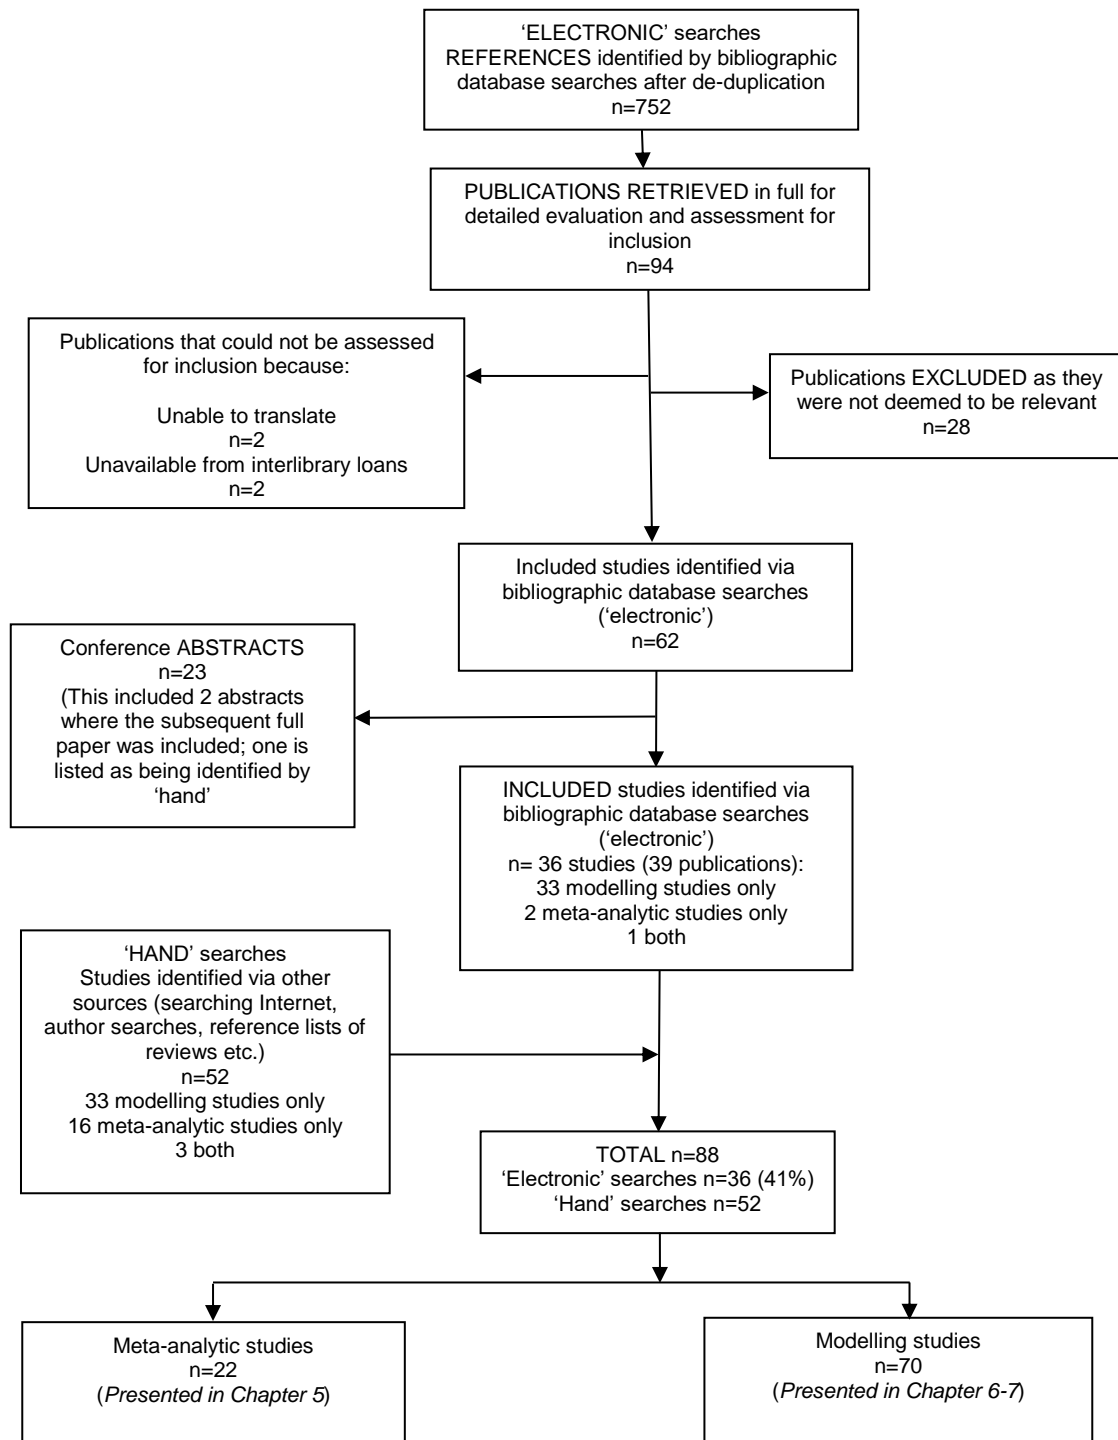 ‘ELECTRONIC’ searches
REFERENCES identified by bibliographic
database searches after de-duplication
n=752
PUBLICATIONS RETRIEVED in full for
detailed evaluation and assessment for
inclusion
n=94
Publications that could not be assessed
for inclusion because:
Unable to translate
n=2
Unavailable from interlibrary loans
n=2
Publications EXCLUDED as they
were not deemed to be relevant
n=28
Included studies identified via
bibliographic database searches
(‘electronic’)
n=62
Conference ABSTRACTS
n=23
(This included 2 abstracts
where the subsequent full
paper was included; one is
listed as being identified by
‘hand’
INCLUDED studies identified via
bibliographic database searches
(‘electronic’)
n= 36 studies (39 publications):
33 modelling studies only
2 meta-analytic studies only
1 both
‘HAND’ searches
Studies identified via other
sources (searching Internet,
author searches, reference lists of
reviews etc.)
n=52
33 modelling studies only
16 meta-analytic studies only
3 both
TOTAL n=88
‘Electronic’ searches n=36 (41%)
‘Hand’ searches n=52
Meta-analytic studies
n=22
(Presented in Chapter 5)
Modelling studies
n=70
(Presented in Chapter 6-7)